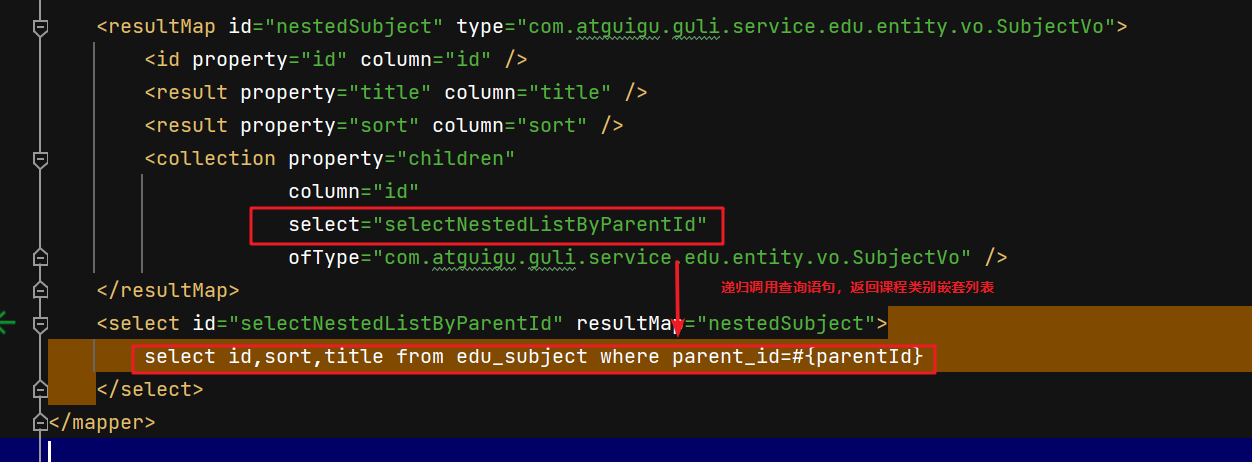 <resultMap id="nestedSubject" type="com.atguigu.guli.service.edu.entity.vo.SubjectVo">
<id property="id" column="id" />
<result property="title" column="title" />
<result property="sort" column="sort" />
<collection property="children"
column="id"
select="selectNestedListByParentId"
ofType="com.atguigu.guli.service.edu.entity.vo.SubjectVo" />
递归调用查询语句，返回课程类别嵌套列表
</resultMap>
<select id="selectNestedListByParentId" resultMap="nestedSubject">
select id,sort,title from edu_subject where parent_id=#{parentId}
</select>
</mapper>